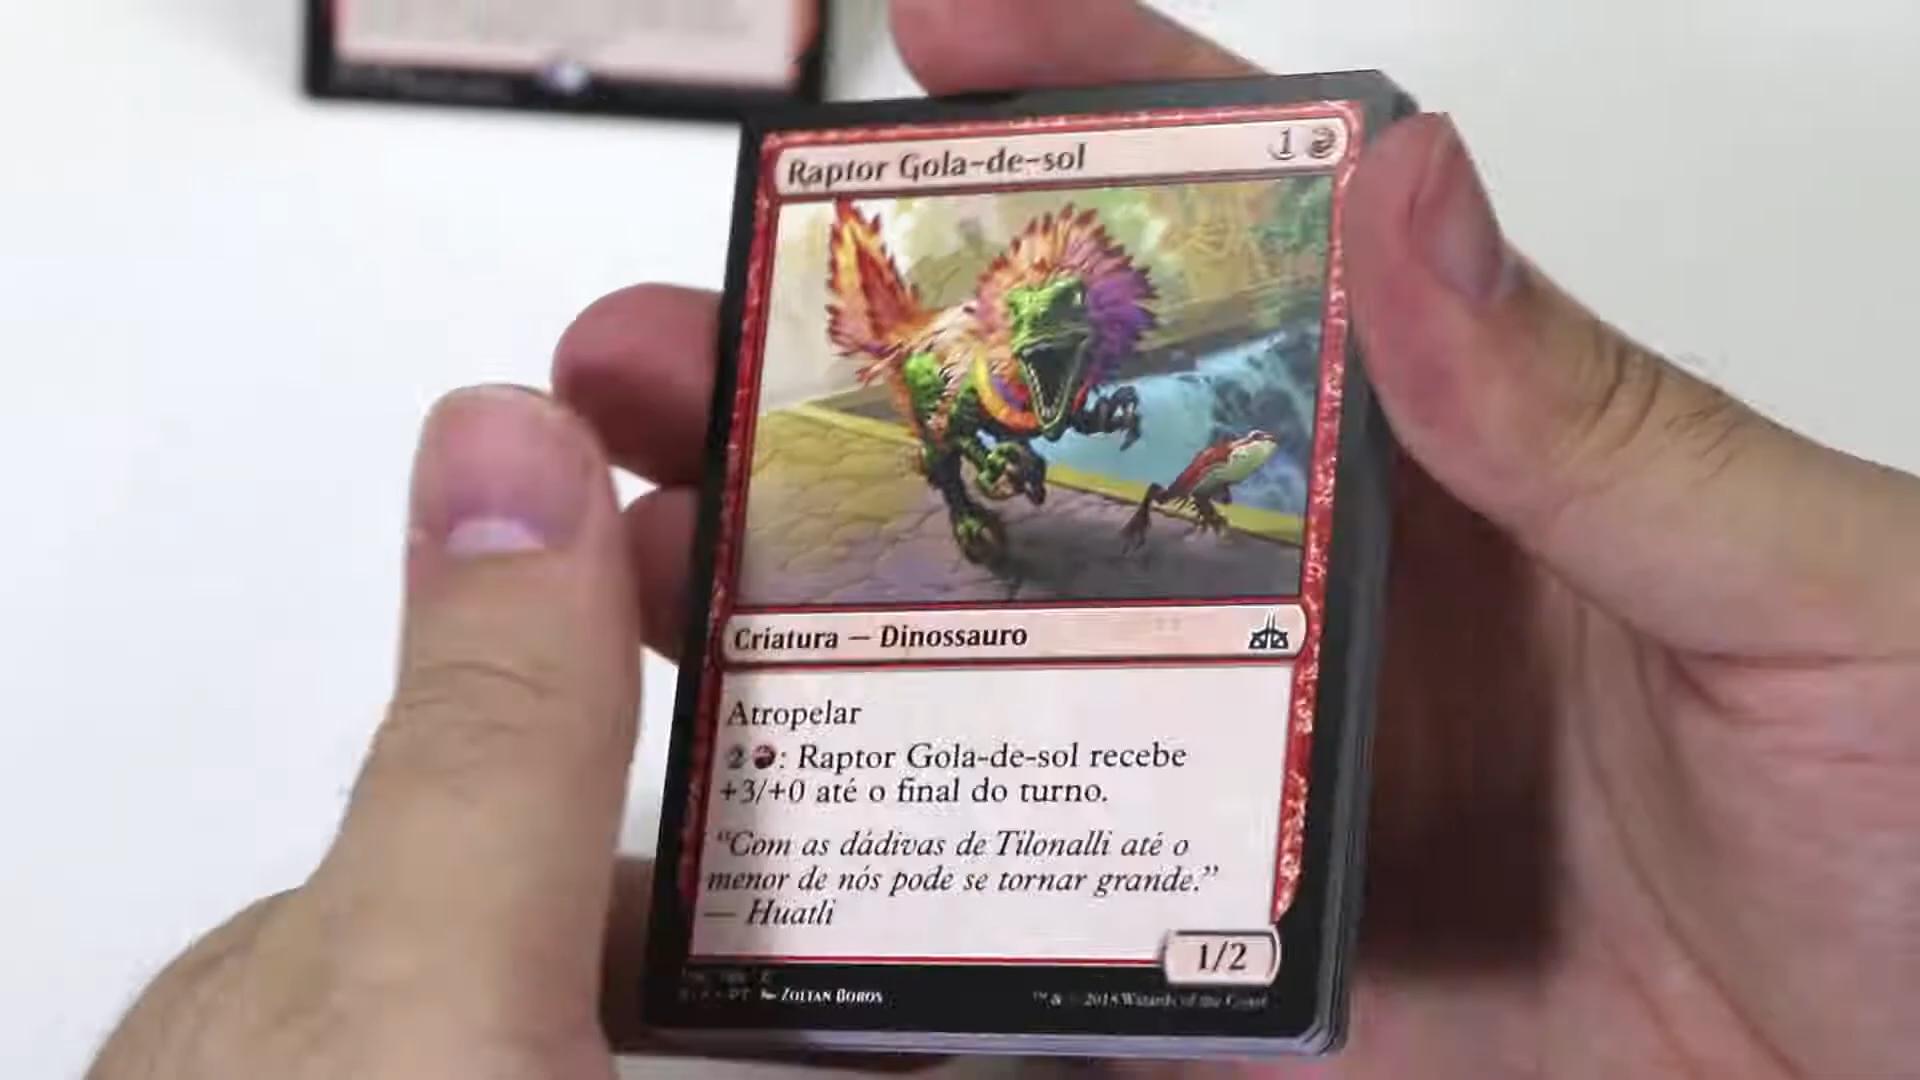 Raptor Gola-de-sol 1
Criatura — Dinossauro
Atropelar
2 : Raptor Gola-de-sol recebe
+3/+0 até o final do turno.
“Com as dádivas de Tilonalli até o
menor de nós pode se tornar grande.”
— Huatli
1/2
Zoltan Boros ™ & © 2018 Wizards of the Coast